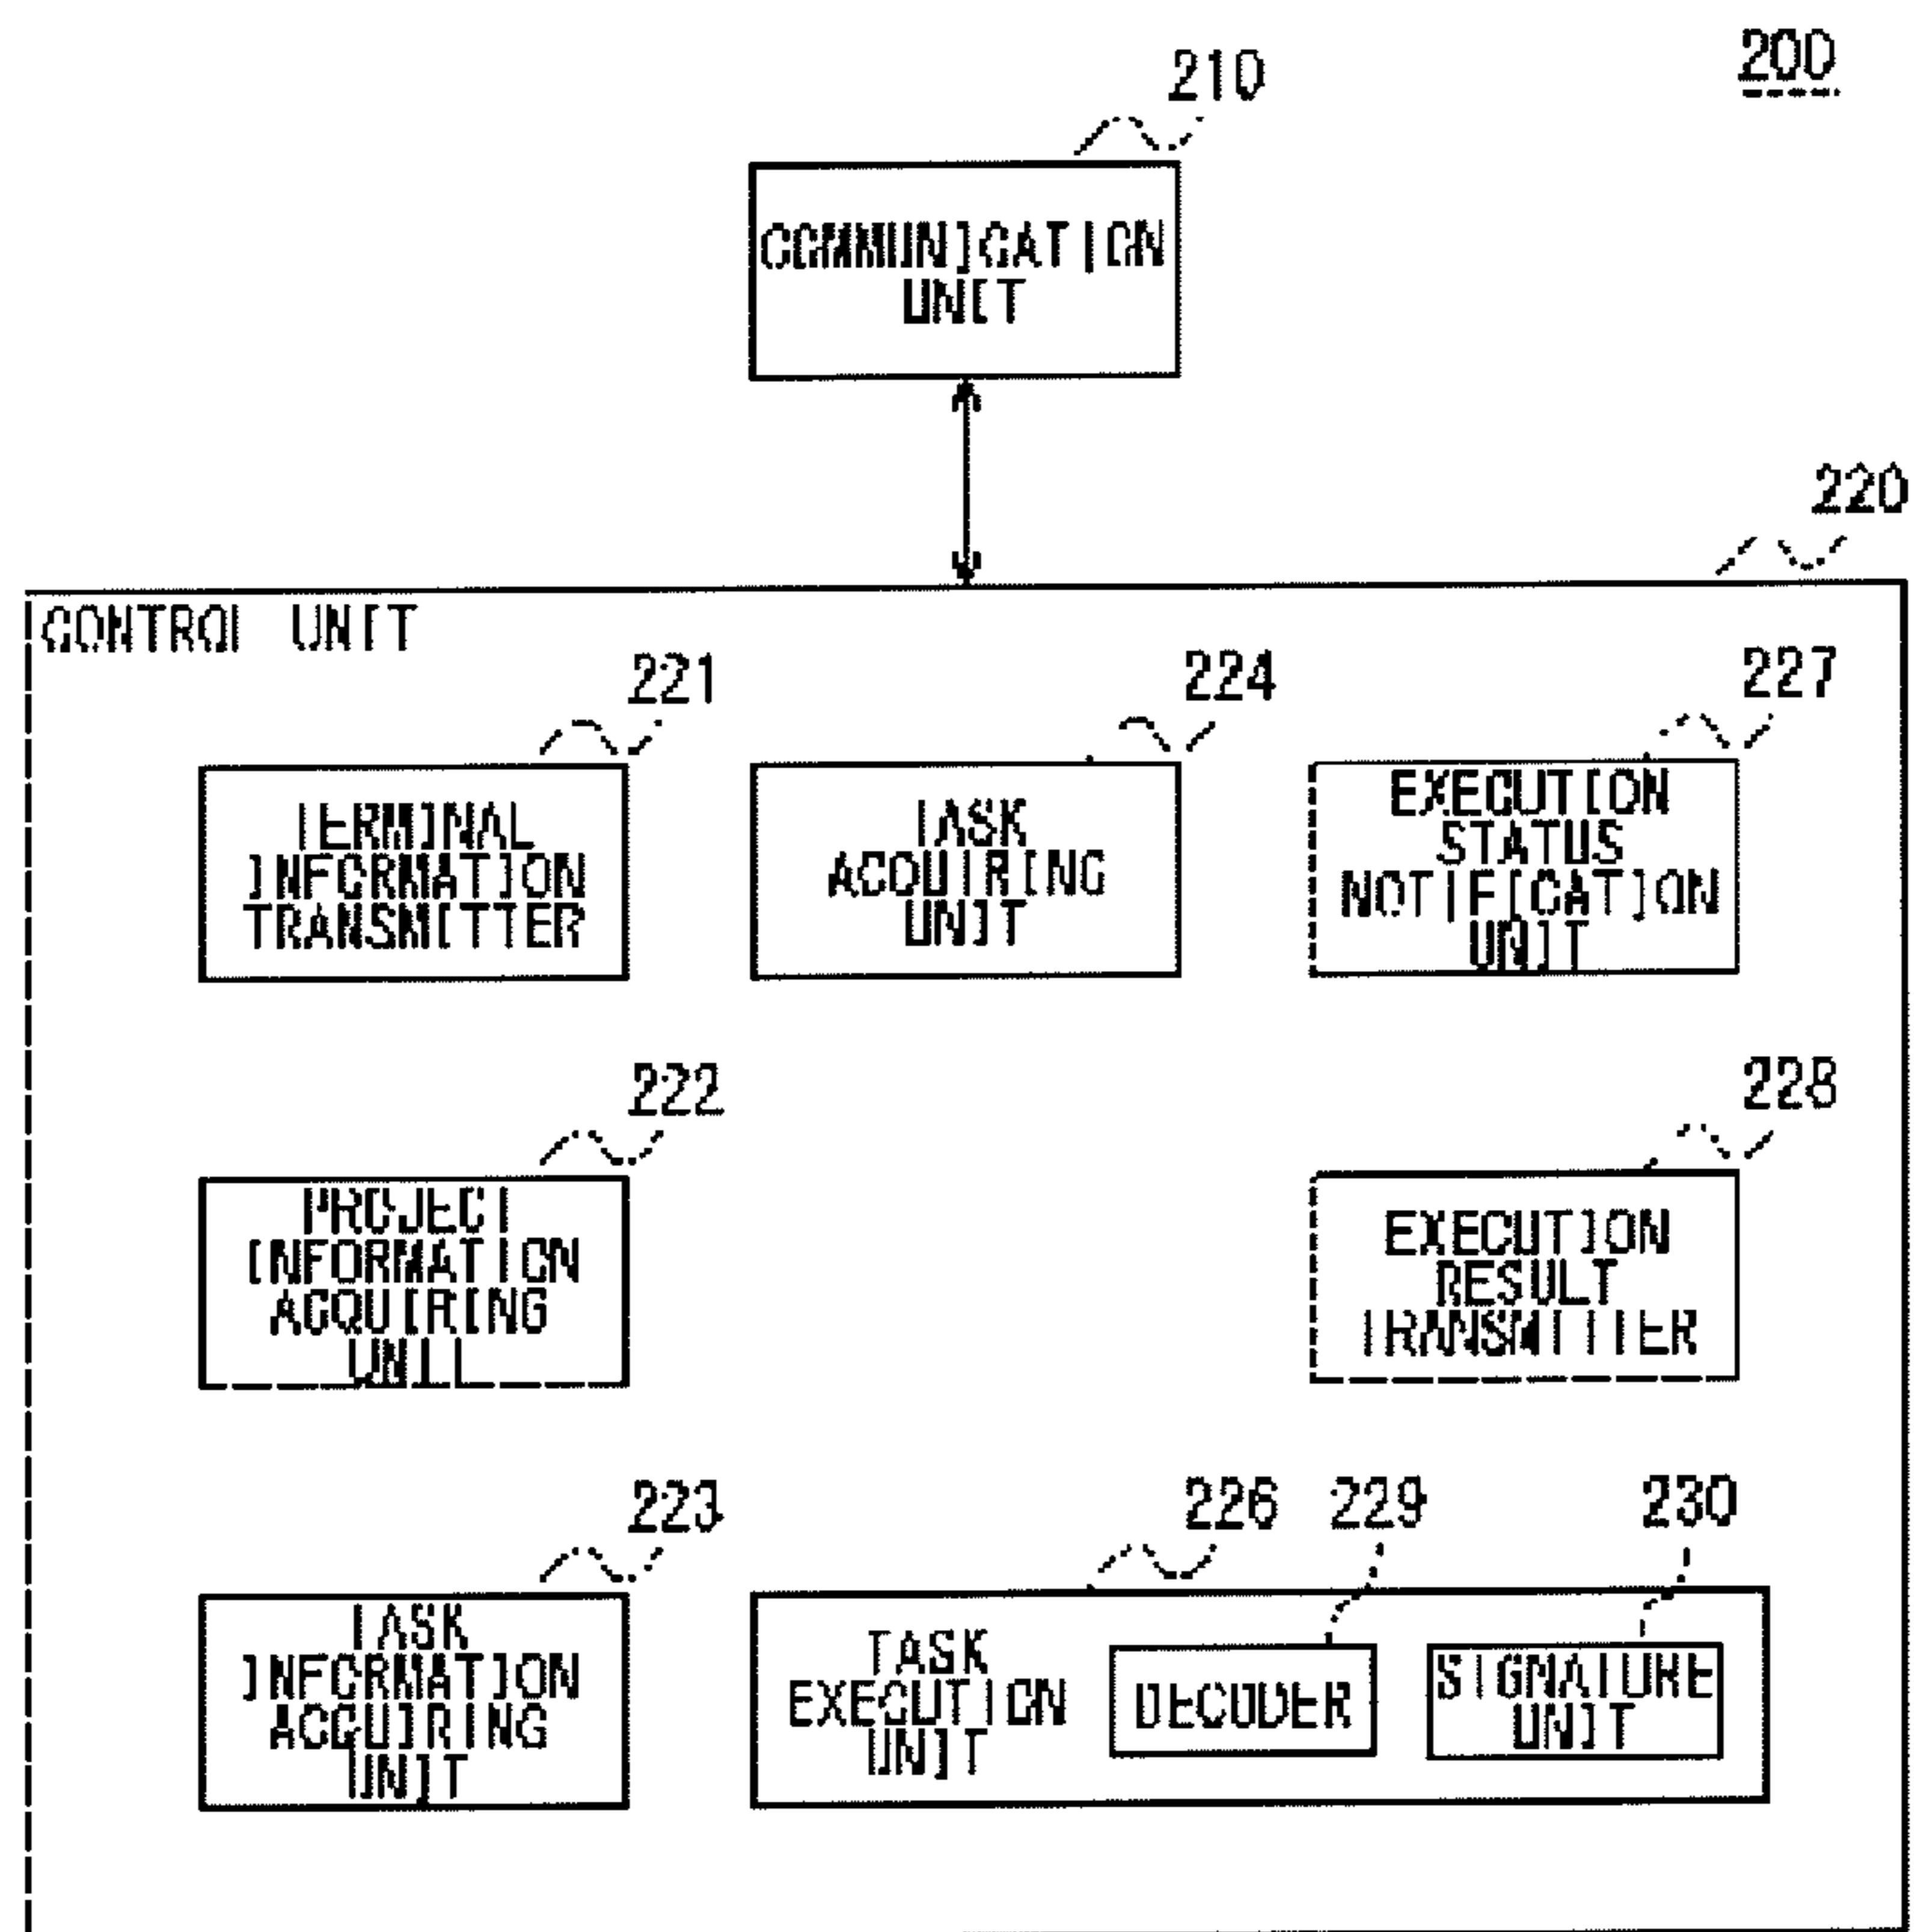 200
210
COMMUNICATION
UNIT
220
CONTROL UNIT
221
TERMINAL
INFORMATION
TRANSMITTER
224
TASK
ACQUIRING
UNIT
227
EXECUTION
STATUS
NOTIFICATION
UNIT
222
PROJECT
INFORMATION
ACQUIRING
UNIT
228
EXECUTION
RESULT
TRANSMITTER
223
TASK
INFORMATION
ACQUIRING
UNIT
226
TASK
EXECUTION
UNIT
229
DECODER
230
SIGNATURE
UNIT